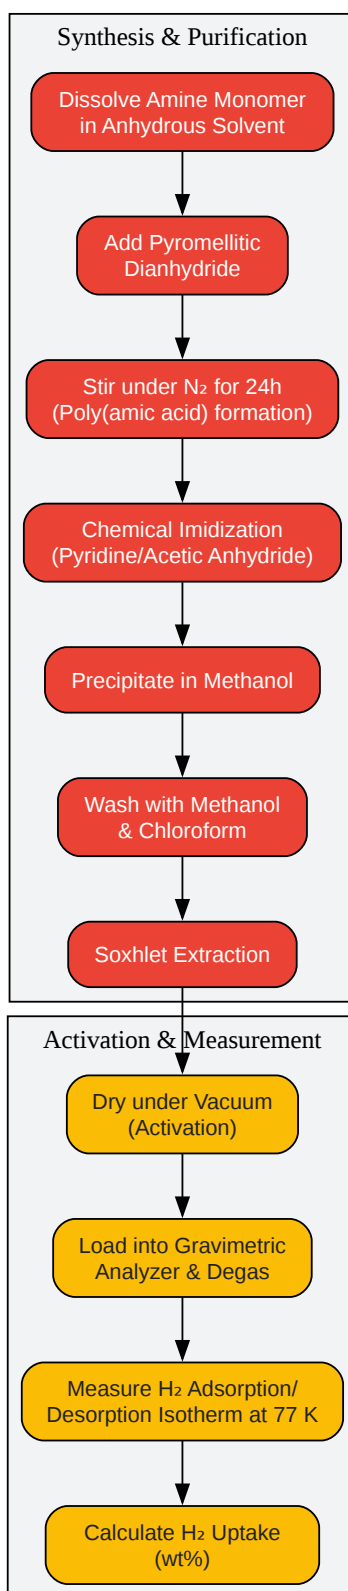 Synthesis & Purification
Dissolve Amine Monomer
in Anhydrous Solvent
Add Pyromellitic
Dianhydride
Stir under N₂ for 24h
(Poly(amic acid) formation)
Chemical Imidization
(Pyridine/Acetic Anhydride)
Precipitate in Methanol
Wash with Methanol
& Chloroform
Soxhlet Extraction
Activation & Measurement
Dry under Vacuum
(Activation)
Load into Gravimetric
Analyzer & Degas
Measure H₂ Adsorption/
Desorption Isotherm at 77 K
Calculate H₂ Uptake
(wt%)